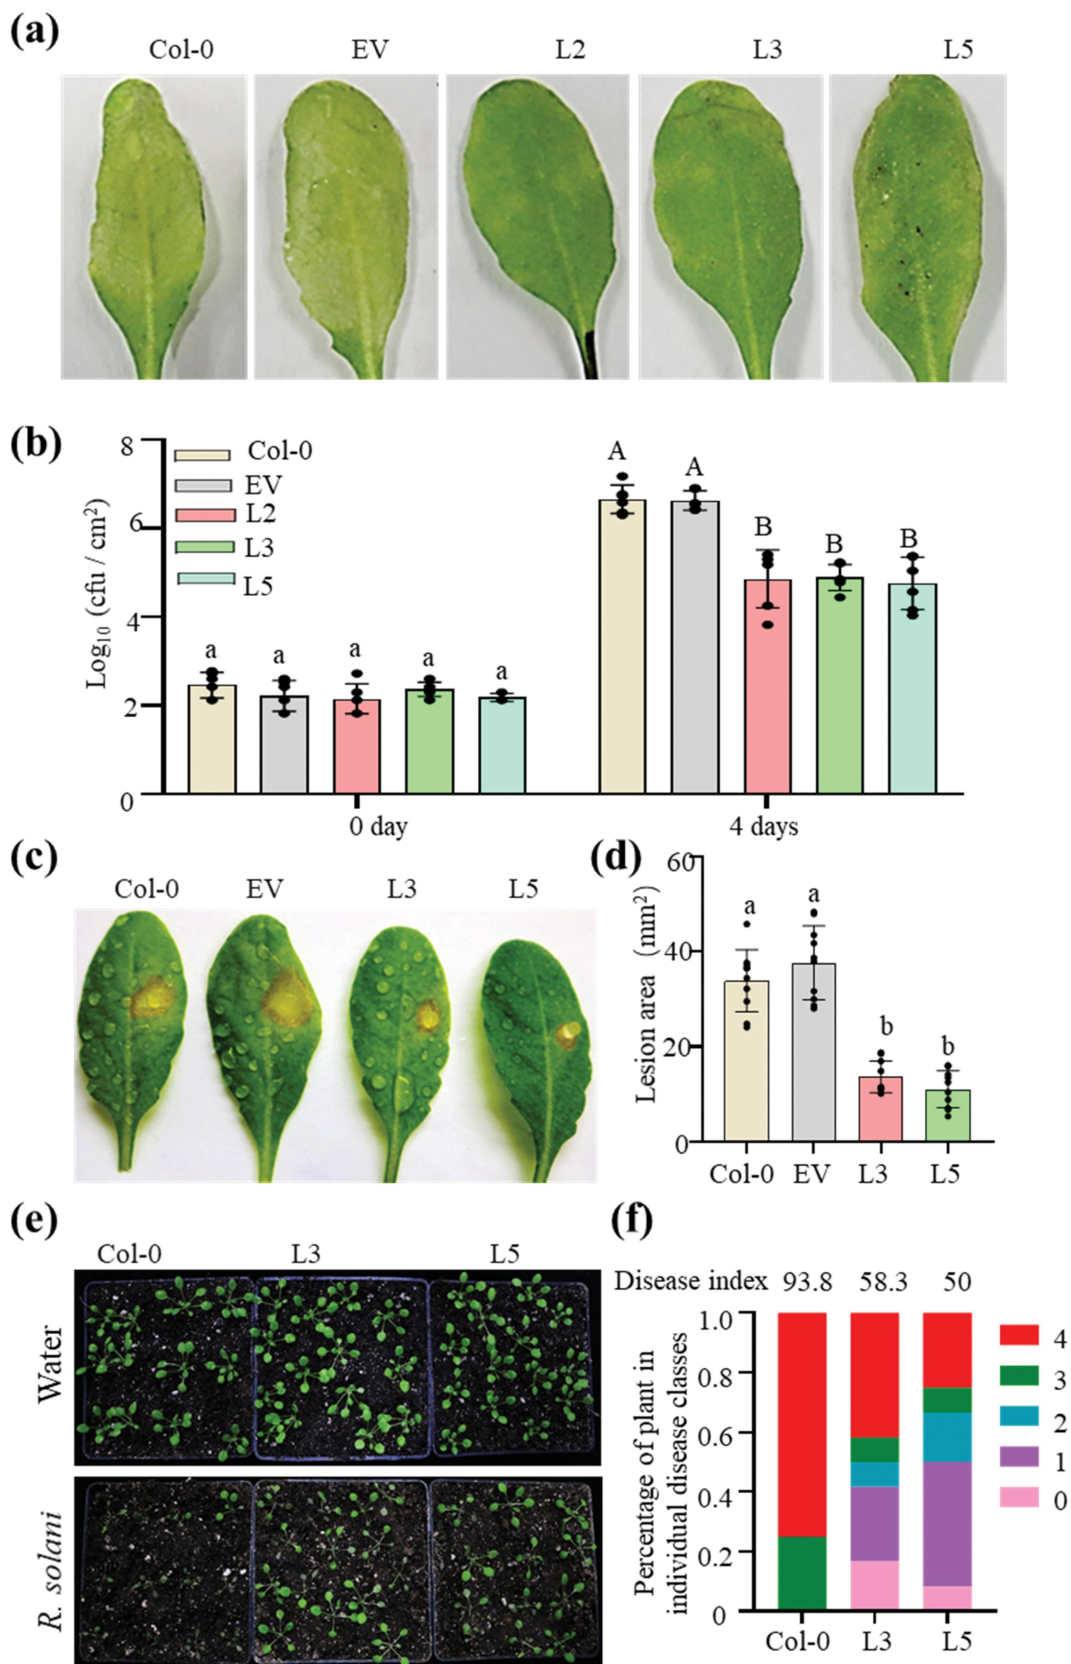 (a)
Col-0 EV L2 L3 L5
(b)
Log10 (cfu / cm2)
8
6
4
2
0
Col-0
EV
L2
L3
L5
a a a a a
A A B B B
0 day 4 days
(c)
Col-0 EV L3 L5
(d)
Lesion area (mm2)
60
40
20
0
a a b b
Col-0 EV L3 L5
(e)
Col-0 L3 L5
Water
R. solani
(f)
Disease index 93.8 58.3 50
Percentage of plant in
individual disease classes
1.0
0.8
0.6
0.4
0.2
0
4
3
2
1
0
Col-0 L3 L5